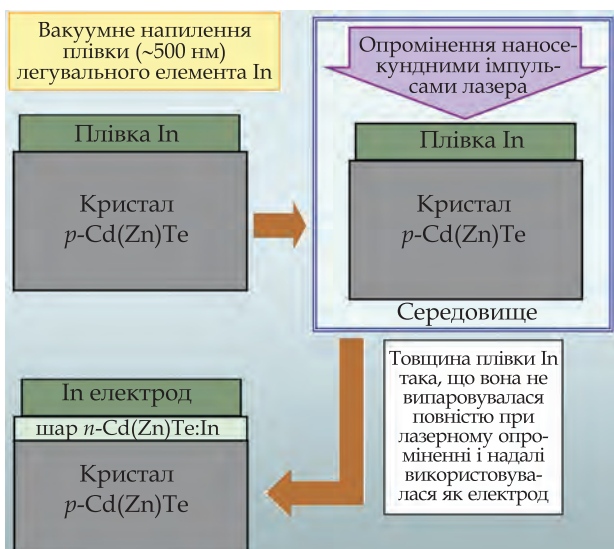 Вакуумне напилення
плівки (~500 нм)
легувального елемента In
Опромінення наносе-
кундними імпуль-
сами лазера
Плівка In
Кристал
p-Cd(Zn)Te
Плівка In
Кристал
p-Cd(Zn)Te
Середовище
In електрод
шар n-Cd(Zn)Te:In
Кристал
p-Cd(Zn)Te
Товщина плівки In
така, що вона не
випаровувалася
повністю при
лазерному опро-
міненні і надалі
використовува-
лася як електрод